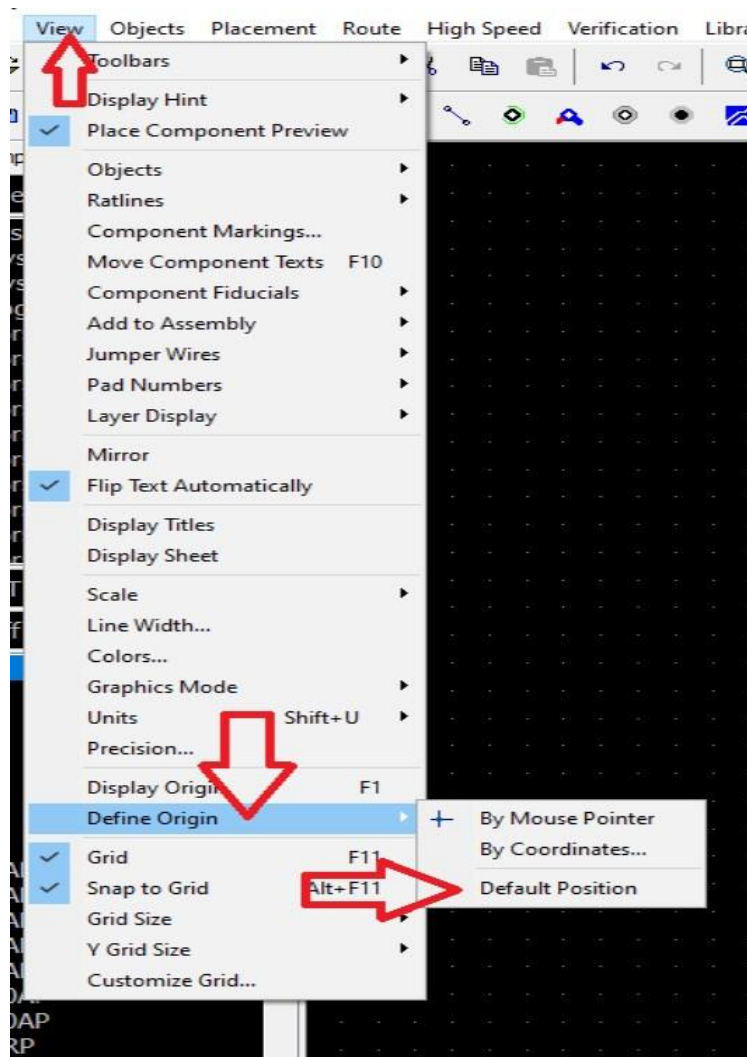 View Objects Placement Route High Speed Verification Libra
Toolbars
Display Hint
Place Component Preview
Objects
Ratlines
Component Markings...
Move Component Texts F10
Component Fiducials
Add to Assembly
Jumper Wires
Pad Numbers
Layer Display
Mirror
Flip Text Automatically
Display Titles
Display Sheet
Scale
Line Width...
Colors...
Graphics Mode
Units Shift+U
Precision...
Display Origin F1
Define Origin
By Mouse Pointer
By Coordinates...
Default Position
Grid F11
Snap to Grid Alt+F11
Grid Size
Y Grid Size
Customize Grid...